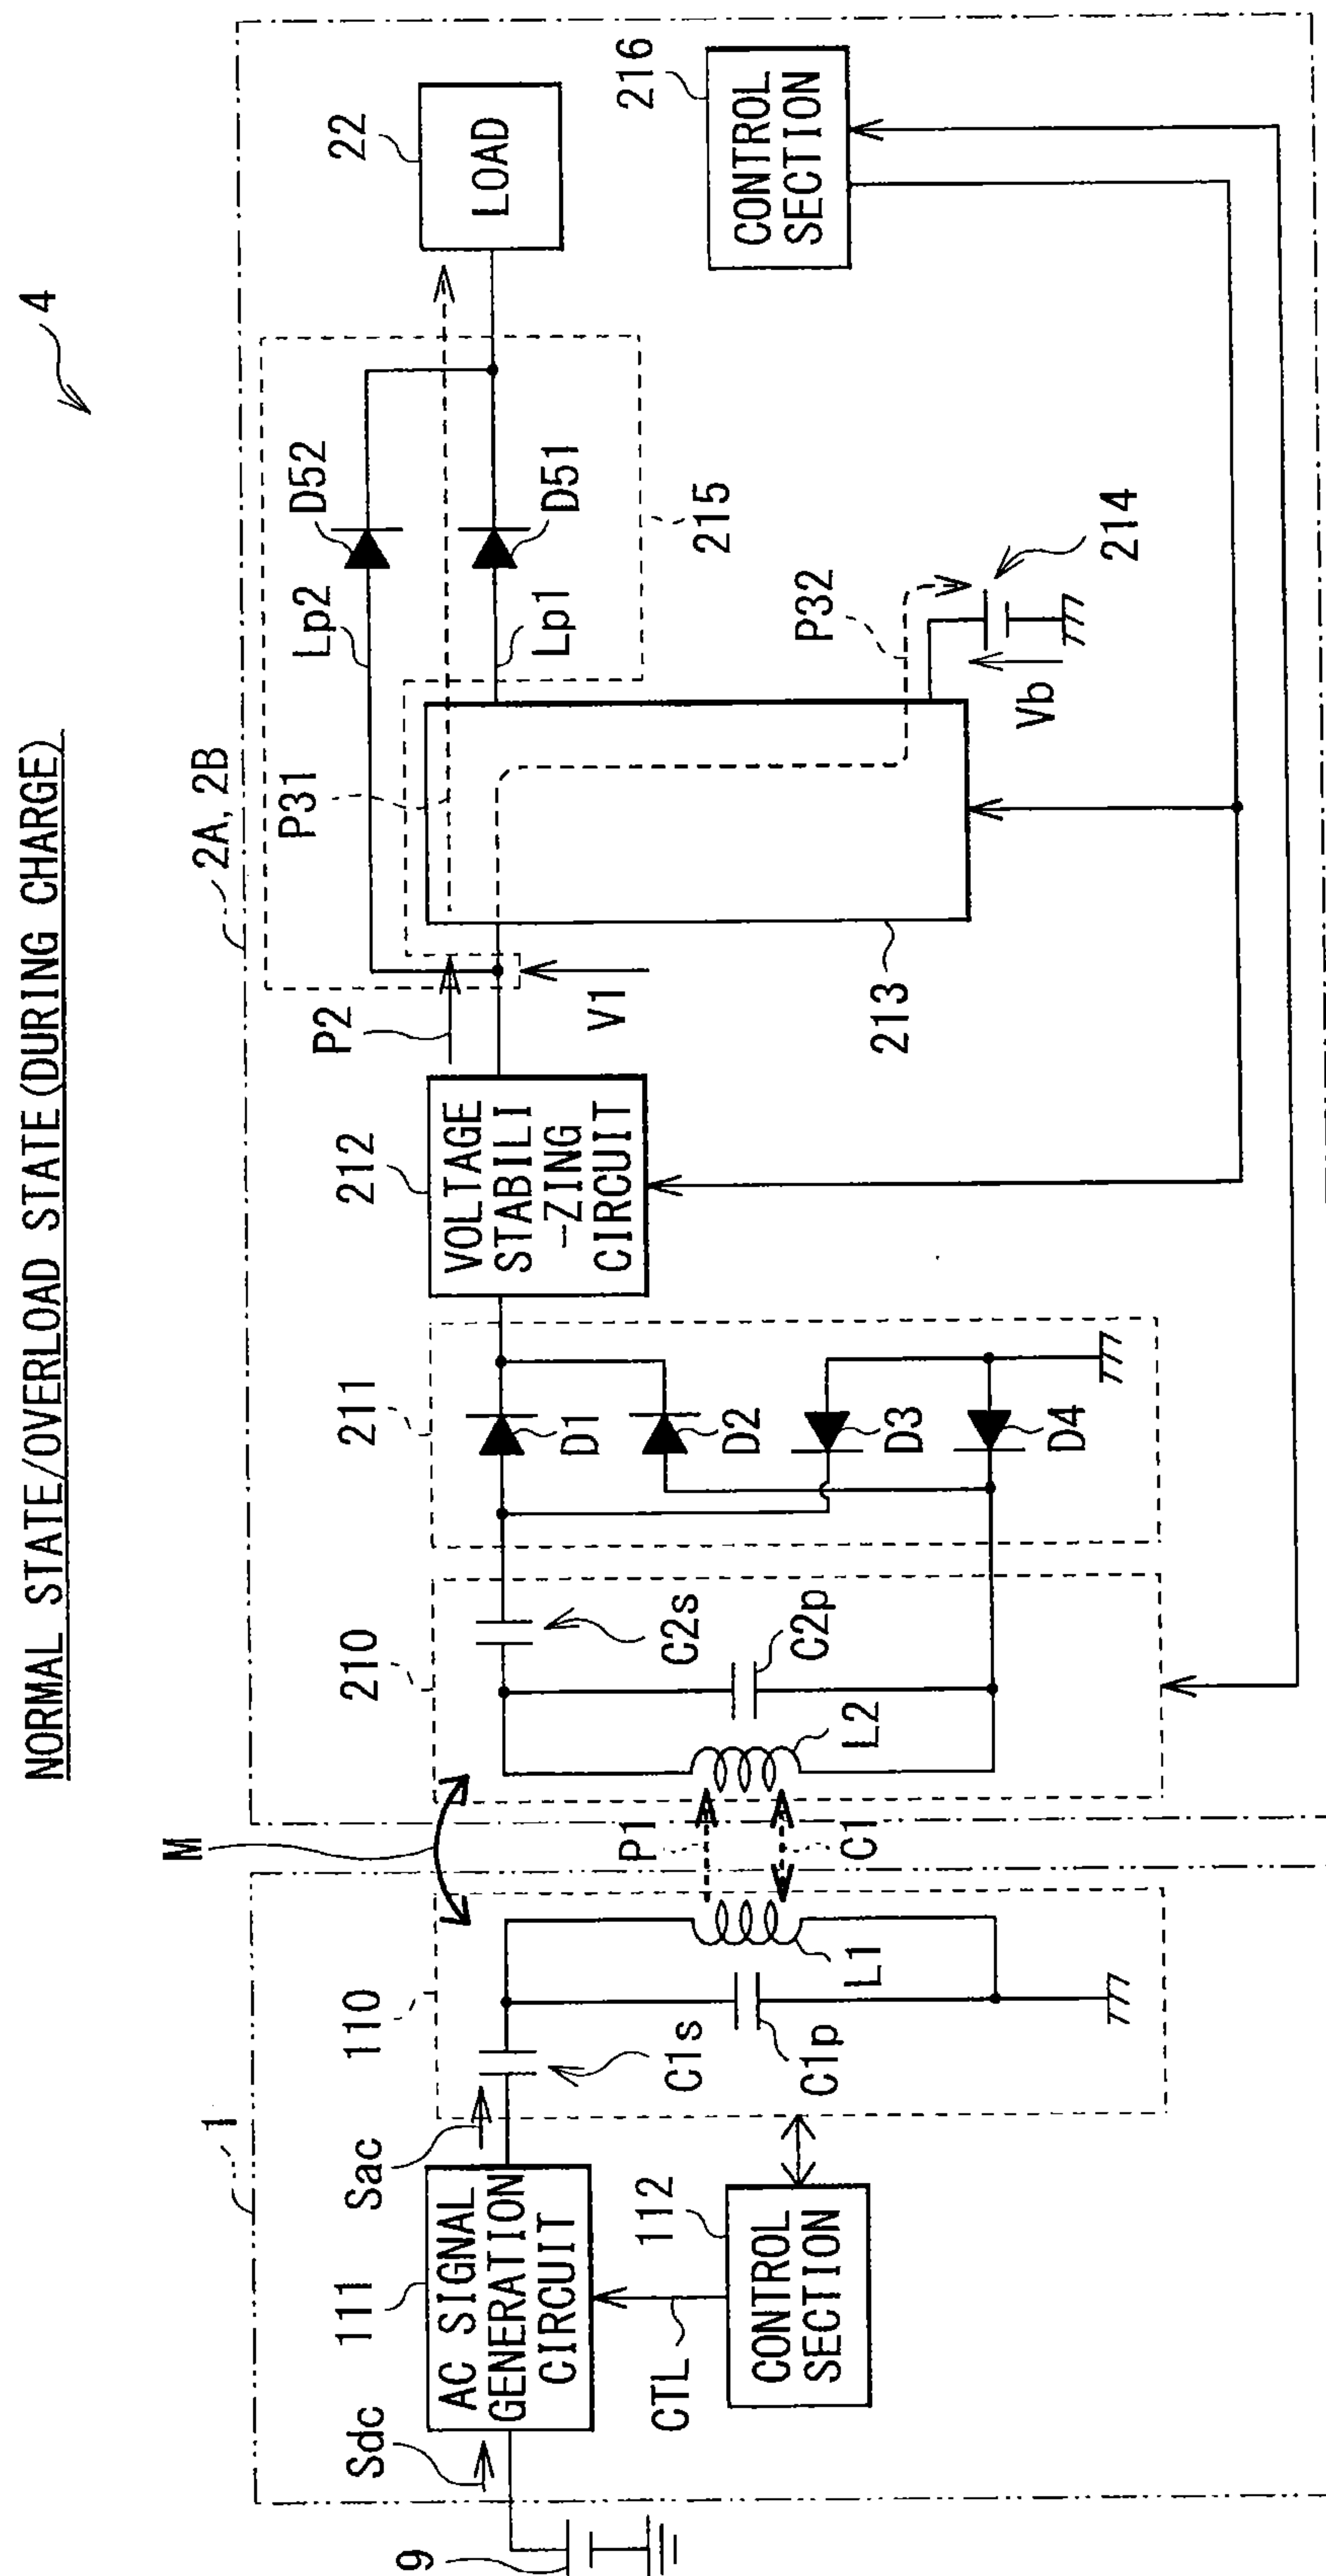 NORMAL STATE/OVERLOAD STATE(DURING CHARGE)
4
1
2A, 2B
M
9
Sdc
111
AC SIGNAL
GENERATION
CIRCUIT
Sac
CTL
112
CONTROL
SECTION
110
C1s
C1p
L1
P1
C1
210
L2
C2s
C2p
211
D1
D2
D3
D4
212
VOLTAGE
STABILI
-ZING
CIRCUIT
P2
V1
213
P31
Lp2
D52
Lp1
D51
215
P32
Vb
214
22
LOAD
216
CONTROL
SECTION